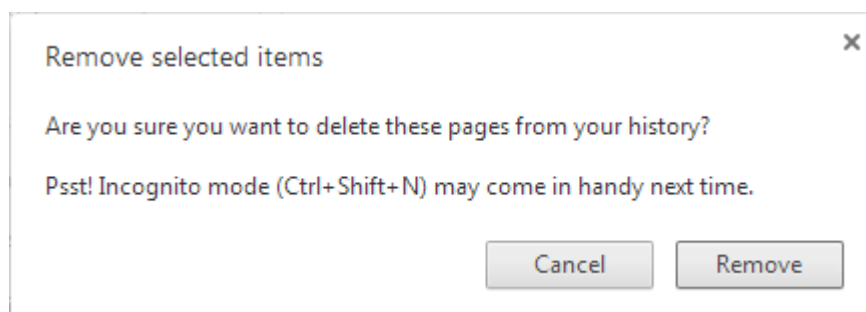 Remove selected items
Are you sure you want to delete these pages from your history?
Psst! Incognito mode (Ctrl+Shift+N) may come in handy next time.
Cancel Remove